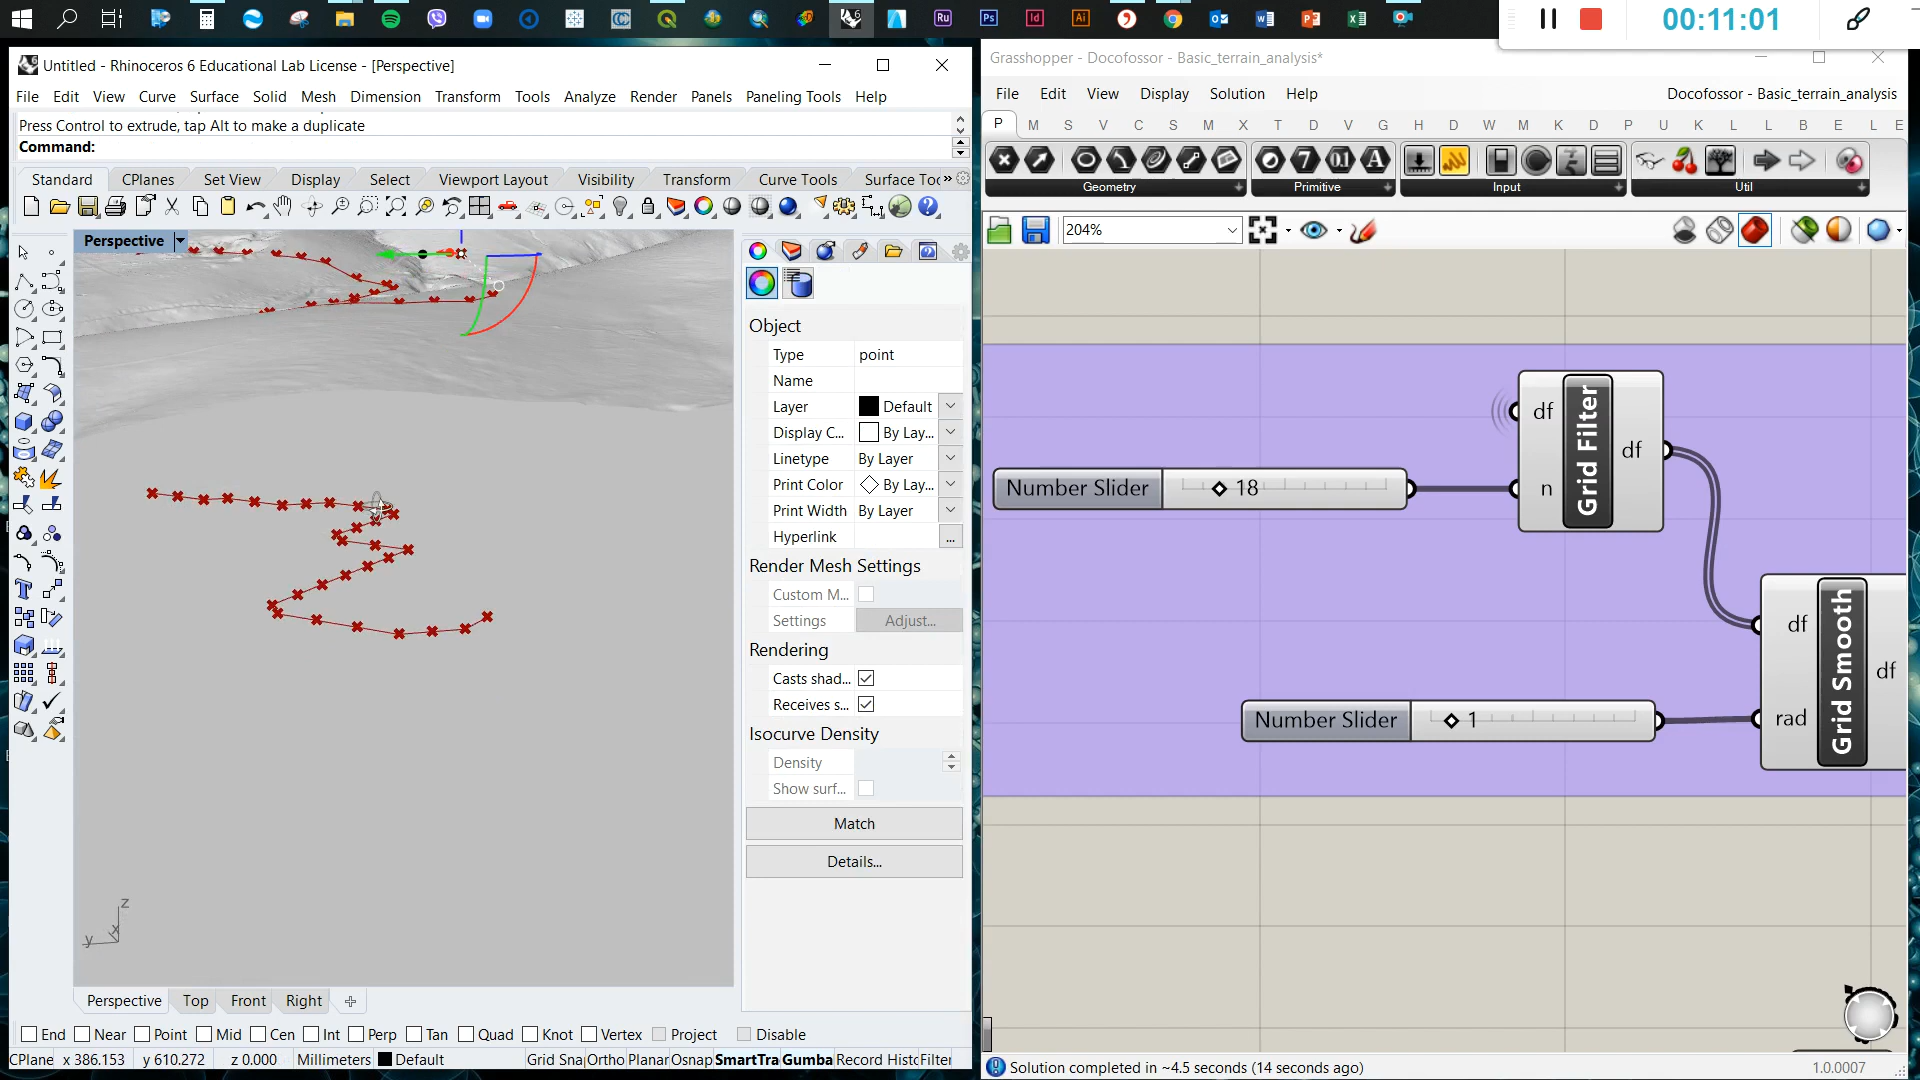 00:11:01
Untitled - Rhinoceros 6 Educational Lab License - [Perspective]
File Edit View Curve Surface Solid Mesh Dimension Transform Tools Analyze Render Panels Paneling Tools Help
Press Control to extrude, tap Alt to make a duplicate
Command:
Standard CPlanes Set View Display Select Viewport Layout Visibility Transform Curve Tools Surface Toc
Perspective
Object
Type point
Name
Layer Default
Display C... By Lay...
Linetype By Layer
Print Color By Lay...
Print Width By Layer
Hyperlink ...
Render Mesh Settings
Custom M...
Settings Adjust...
Rendering
Casts shad...
Receives s...
Isocurve Density
Density
Show surf...
Match
Details...
z
y x
Perspective Top Front Right
End Near Point Mid Cen Int Perp Tan Quad Knot Vertex Project Disable
CPlane x 386.153 y 610.272 z 0.000 Millimeters Default Grid Snap Ortho Planar Osnap SmartTra Gumba Record Histo Filter
Grasshopper - Docofossor - Basic_terrain_analysis*
File Edit View Display Solution Help Docofossor - Basic_terrain_analysis
P M S V C S M X T D V G H D W M K D P U K L L B E L E
Geometry Primitive Input Util
204%
df
n
Grid Filter
df
Number Slider 18
df
rad
Grid Smooth
df
Number Slider 1
Solution completed in ~4.5 seconds (14 seconds ago) 1.0.0007